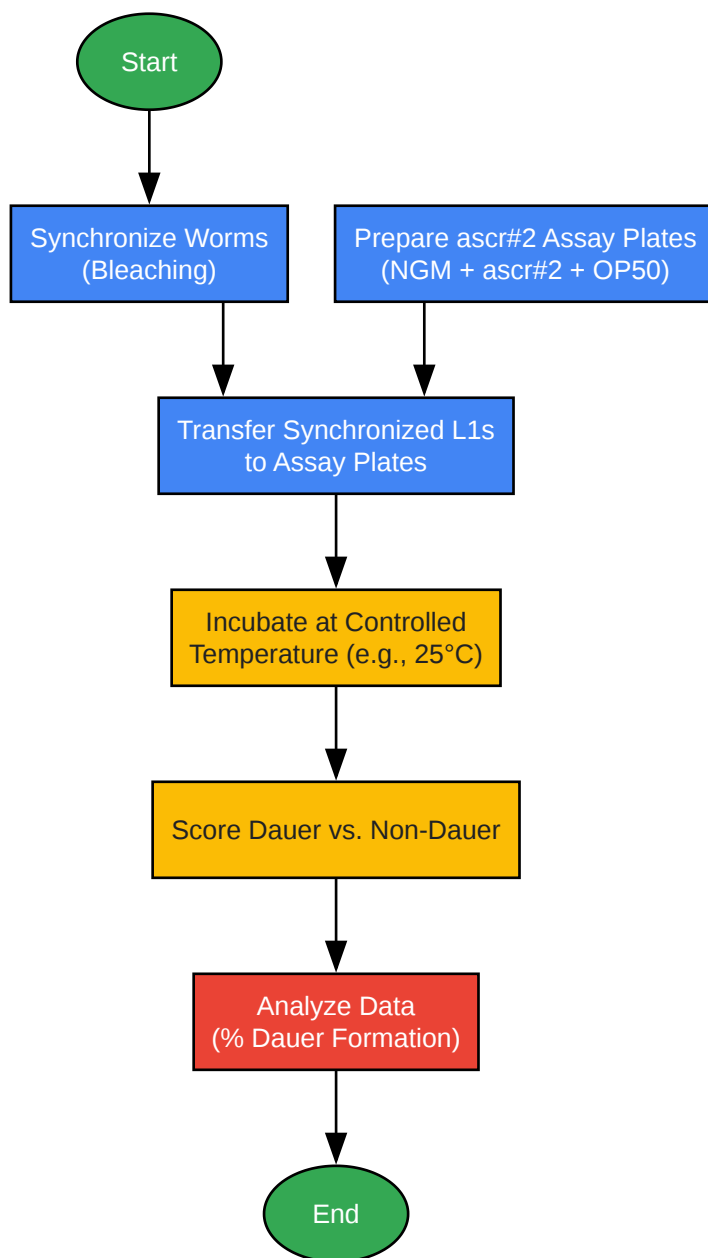 Start
Synchronize Worms
(Bleaching)
Prepare ascr#2 Assay Plates
(NGM + ascr#2 + OP50)
Transfer Synchronized L1s
to Assay Plates
Incubate at Controlled
Temperature (e.g., 25°C)
Score Dauer vs. Non-Dauer
Analyze Data
(% Dauer Formation)
End